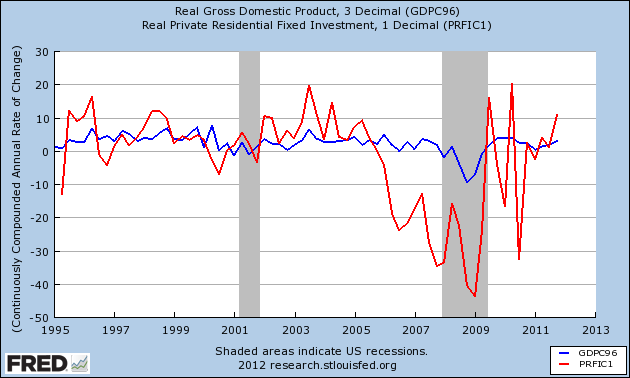 Real Gross Domestic Product, 3 Decimal (GDPC96)
Real Private Residential Fixed Investment, 1 Decimal (PRFIC1)
(Continuously Compounded Annual Rate of Change)
30
20
10
0
-10
-20
-30
-40
-50
1995 1997 1999 2001 2003 2005 2007 2009 2011 2013
Shaded areas indicate US recessions.
2012 research.stlouisfed.org
FRED
GDPC96
PRFIC1